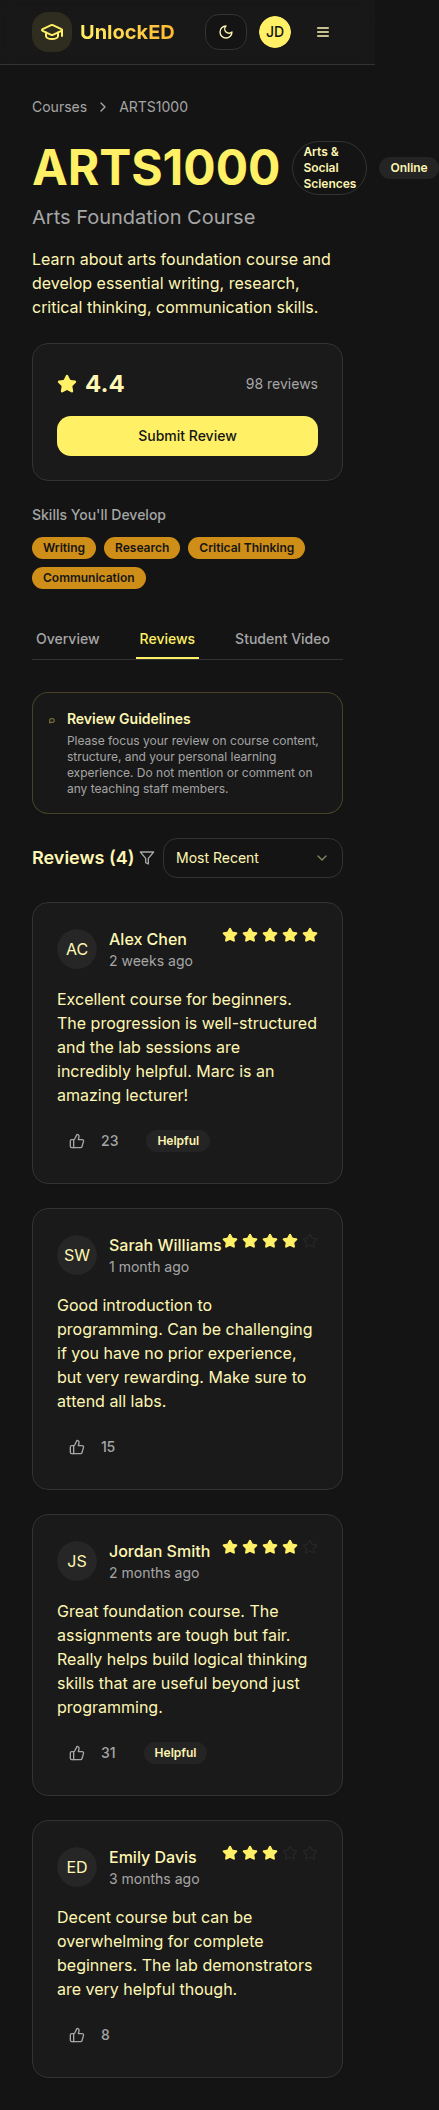 UnlockED
JD
Courses > ARTS1000
ARTS1000
Arts &
Social
Sciences
Online
Arts Foundation Course
Learn about arts foundation course and
develop essential writing, research,
critical thinking, communication skills.
4.4
98 reviews
Submit Review
Skills You'll Develop
Writing Research Critical Thinking
Communication
Overview Reviews Student Video
Review Guidelines
Please focus your review on course content,
structure, and your personal learning
experience. Do not mention or comment on
any teaching staff members.
Reviews (4) Most Recent
AC
Alex Chen
2 weeks ago
Excellent course for beginners.
The progression is well-structured
and the lab sessions are
incredibly helpful. Marc is an
amazing lecturer!
23 Helpful
SW
Sarah Williams
1 month ago
Good introduction to
programming. Can be challenging
if you have no prior experience,
but very rewarding. Make sure to
attend all labs.
15
JS
Jordan Smith
2 months ago
Great foundation course. The
assignments are tough but fair.
Really helps build logical thinking
skills that are useful beyond just
programming.
31 Helpful
ED
Emily Davis
3 months ago
Decent course but can be
overwhelming for complete
beginners. The lab demonstrators
are very helpful though.
8